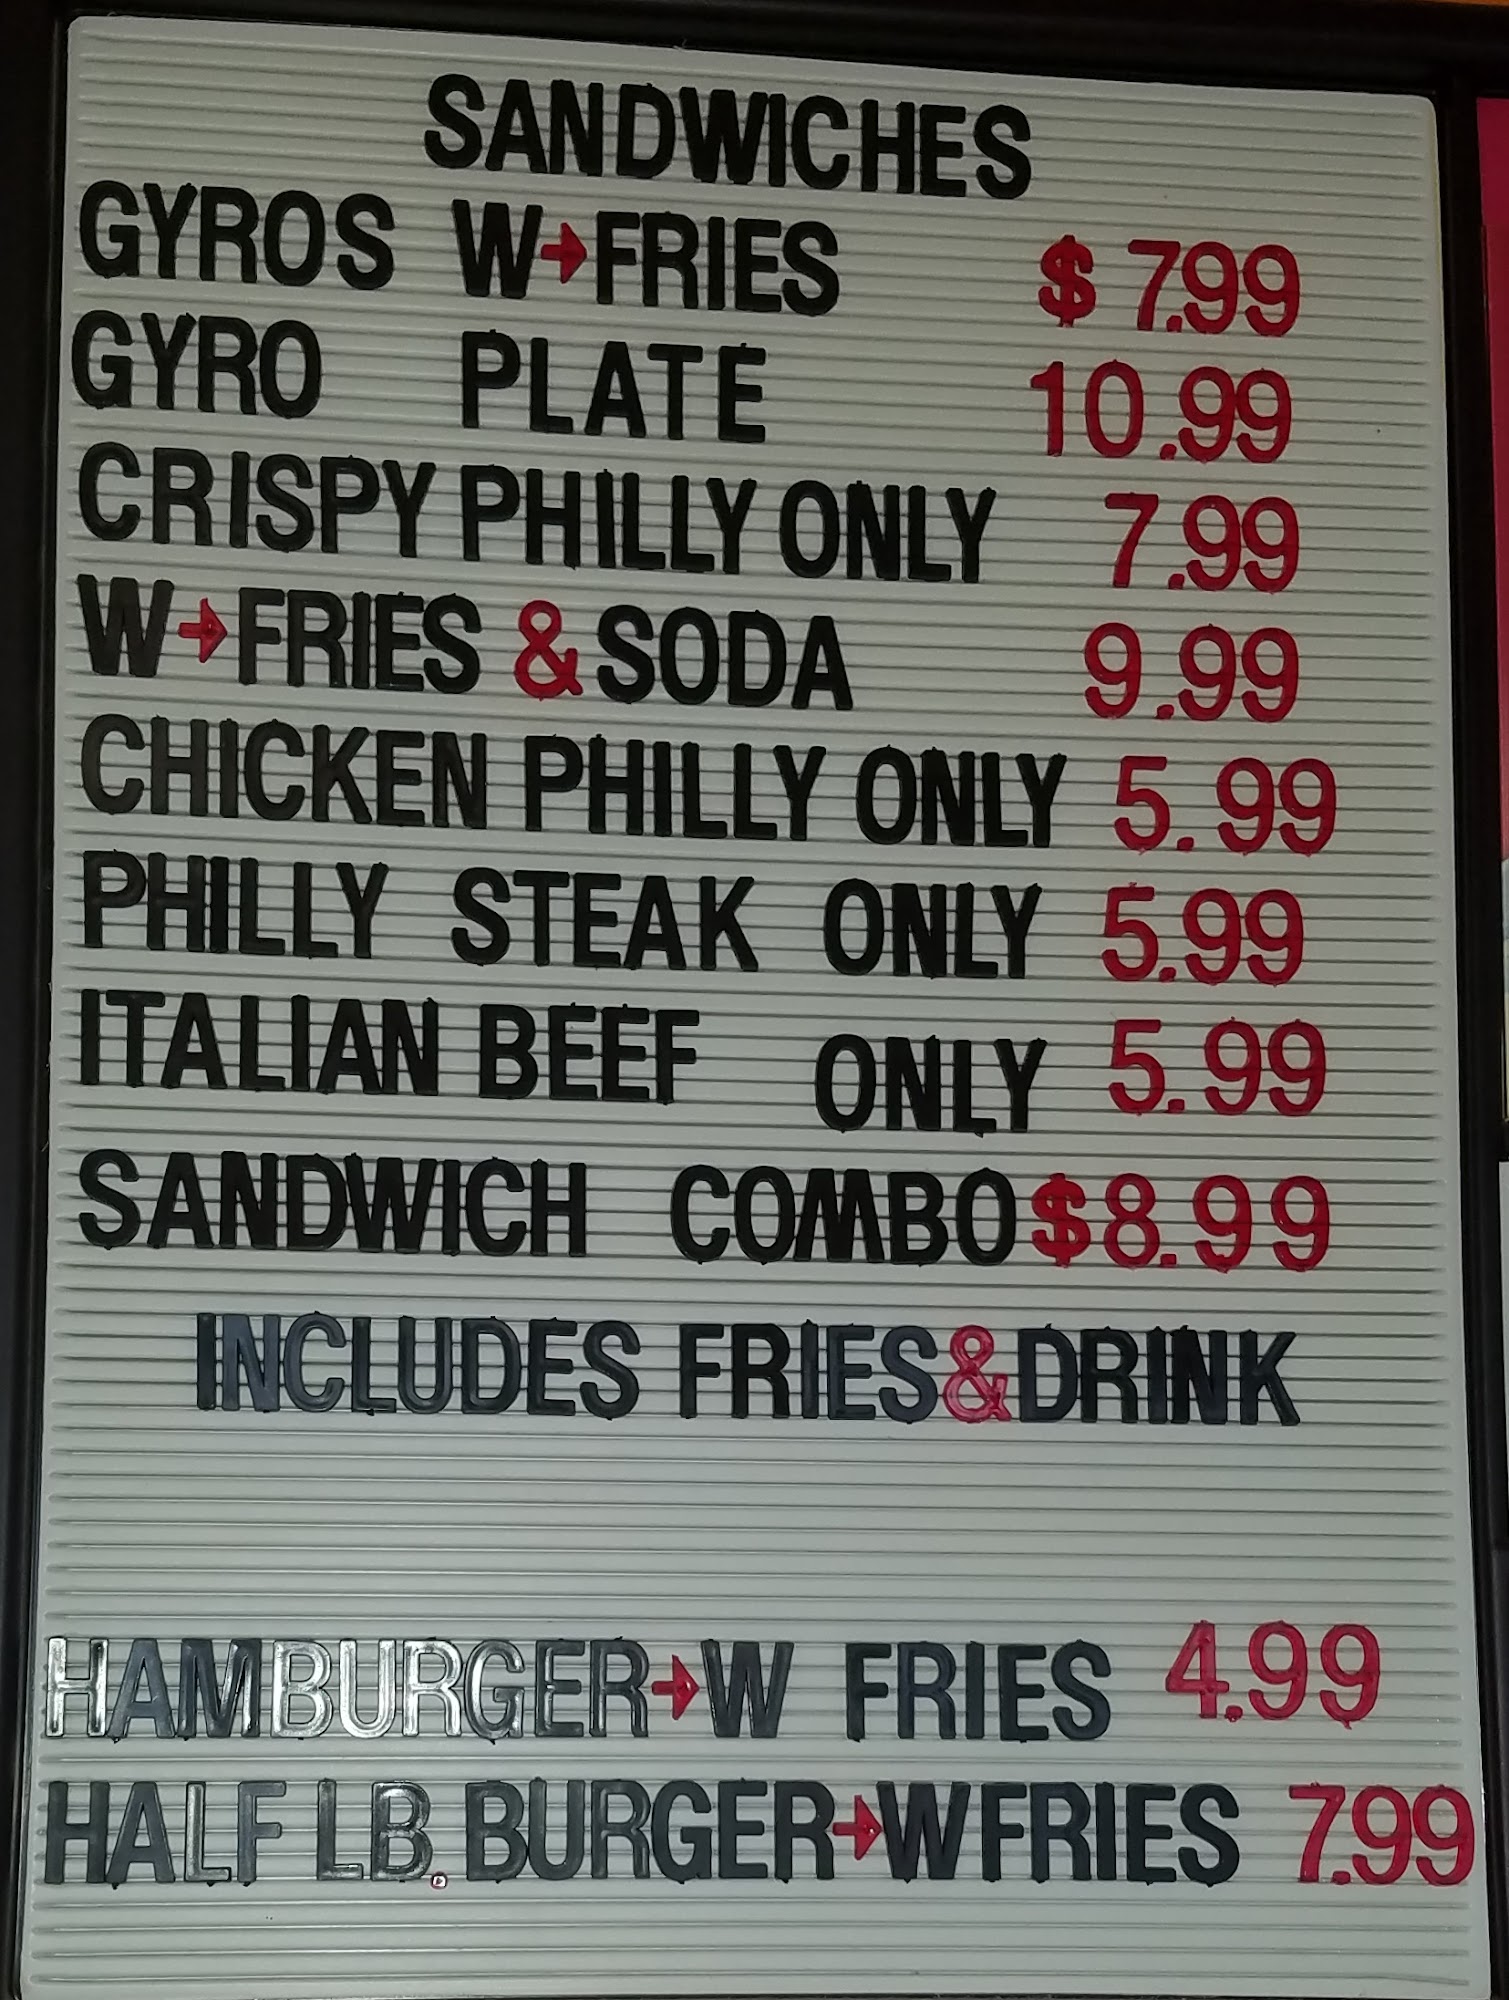 SANDWICHES
GYROS W→FRIES $7.99
GYRO PLATE 10.99
CRISPY PHILLY ONLY 7.99
W→FRIES & SODA 9.99
CHICKEN PHILLY ONLY 5.99
PHILLY STEAK ONLY 5.99
ITALIAN BEEF ONLY 5.99
SANDWICH COMBO $8.99
INCLUDES FRIES & DRINK
HAMBURGER→W FRIES 4.99
HALF LB. BURGER→W FRIES 7.99